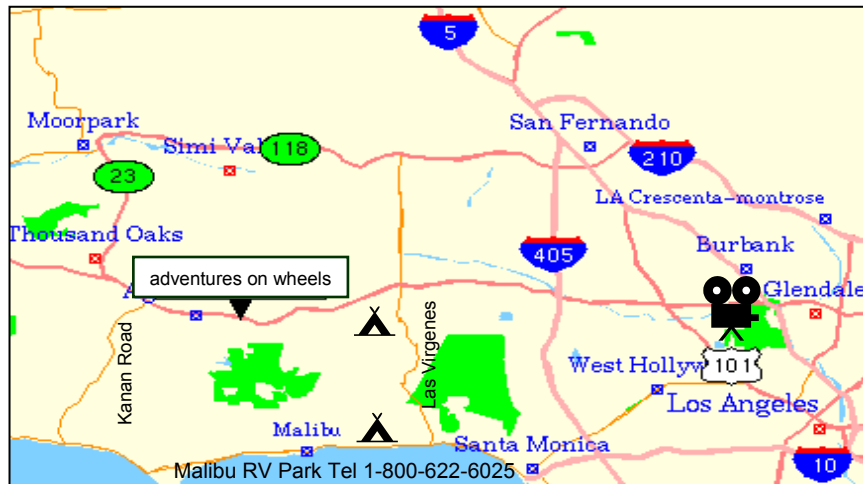 5
Moorpark
San Fernando
Simi Val
118
210
23
LA Crescenta-montrose
Thousand Oaks
405
Burbank
adventures on wheels
A
Glendale
Kanan Road
Las Virgenes
West Hollyv
101
Los Angeles
Malibu
Santa Monica
Malibu RV Park Tel 1-800-622-6025
10